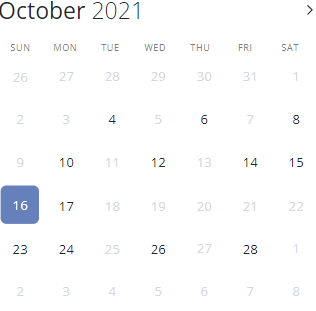 October 2021 >
SUN MON TUE WED THU FRI SAT
26 27 28 29 30 31 1
2 3 4 5 6 7 8
9 10 11 12 13 14 15
16 17 18 19 20 21 22
23 24 25 26 27 28 1
2 3 4 5 6 7 8